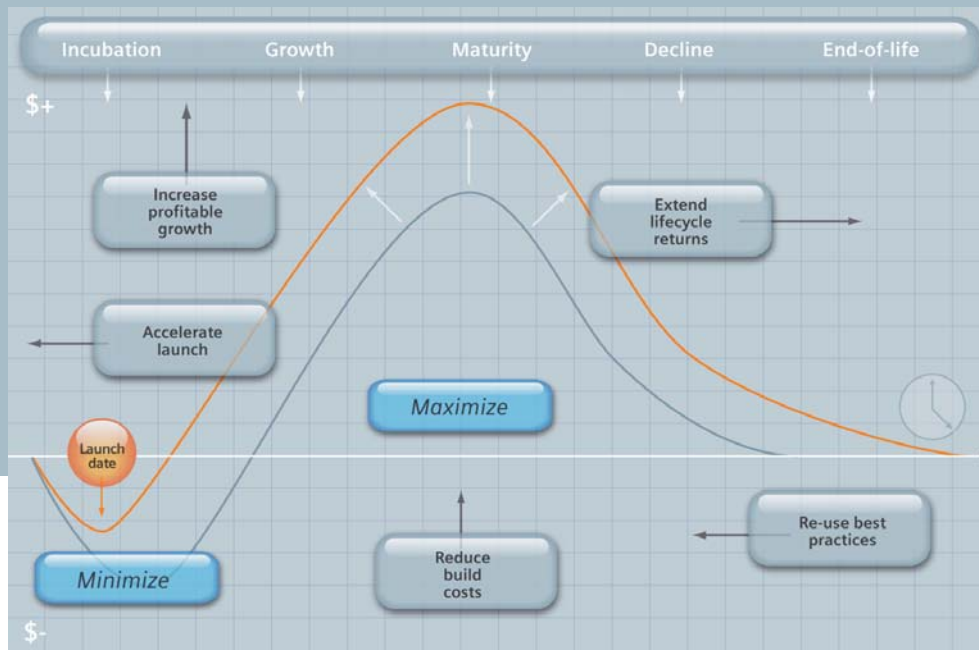 Incubation Growth Maturity Decline End-of-life
$+
Increase
profitable
growth
Extend
lifecycle
returns
Accelerate
launch
Maximize
Launch
date
Re-use best
practices
Reduce
build
costs
Minimize
$-